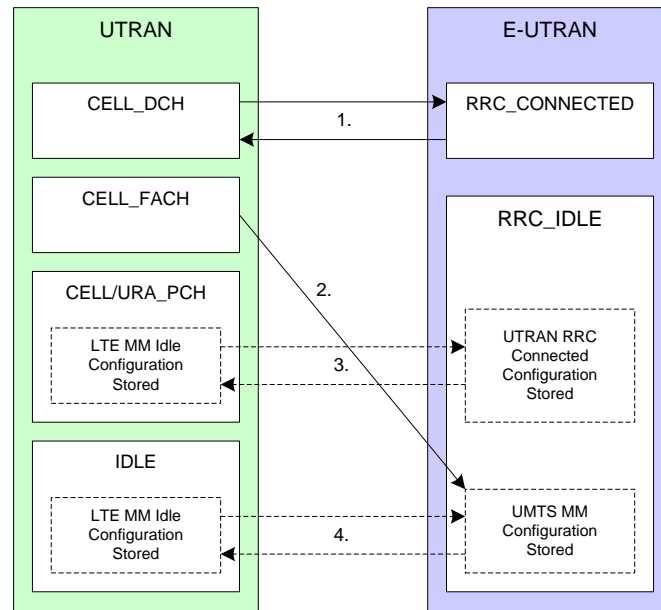 UTRAN
E-UTRAN
CELL_DCH
1.
RRC_CONNECTED
CELL_FACH
RRC_IDLE
2.
CELL/URA_PCH
LTE MM Idle
Configuration
Stored
3.
UTRAN RRC
Connected
Configuration
Stored
IDLE
LTE MM Idle
Configuration
Stored
4.
UMTS MM
Configuration
Stored